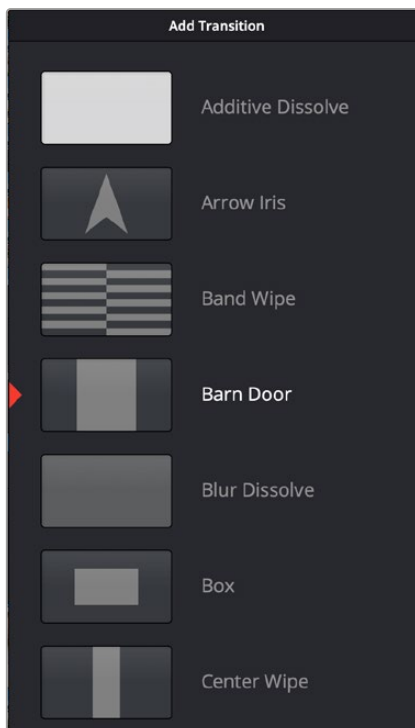 Add Transition
Additive Dissolve
Arrow Iris
Band Wipe
Barn Door
Blur Dissolve
Box
Center Wipe